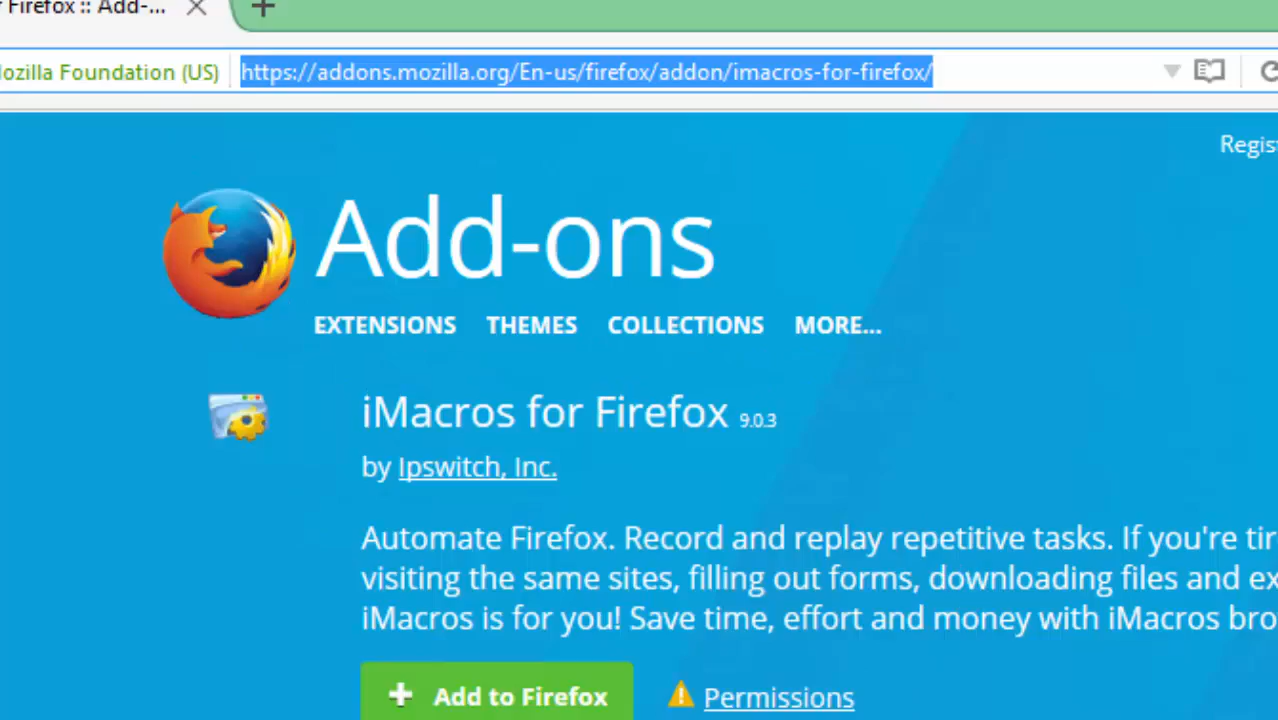 r Firefox :: Add-...
ozilla Foundation (US) https://addons.mozilla.org/En-us/firefox/addon/imacros-for-firefox/
Regis
Add-ons
EXTENSIONS THEMES COLLECTIONS MORE...
iMacros for Firefox 9.0.3
by Ipswitch, Inc.
Automate Firefox. Record and replay repetitive tasks. If you're tir
visiting the same sites, filling out forms, downloading files and ex
iMacros is for you! Save time, effort and money with iMacros bro
+ Add to Firefox Permissions